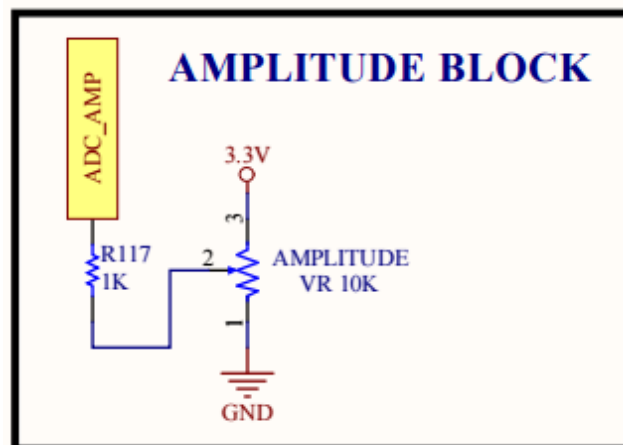 AMPLITUDE BLOCK
ADC_AMP
3.3V
3
R117
1K
2
AMPLITUDE
VR 10K
1
GND